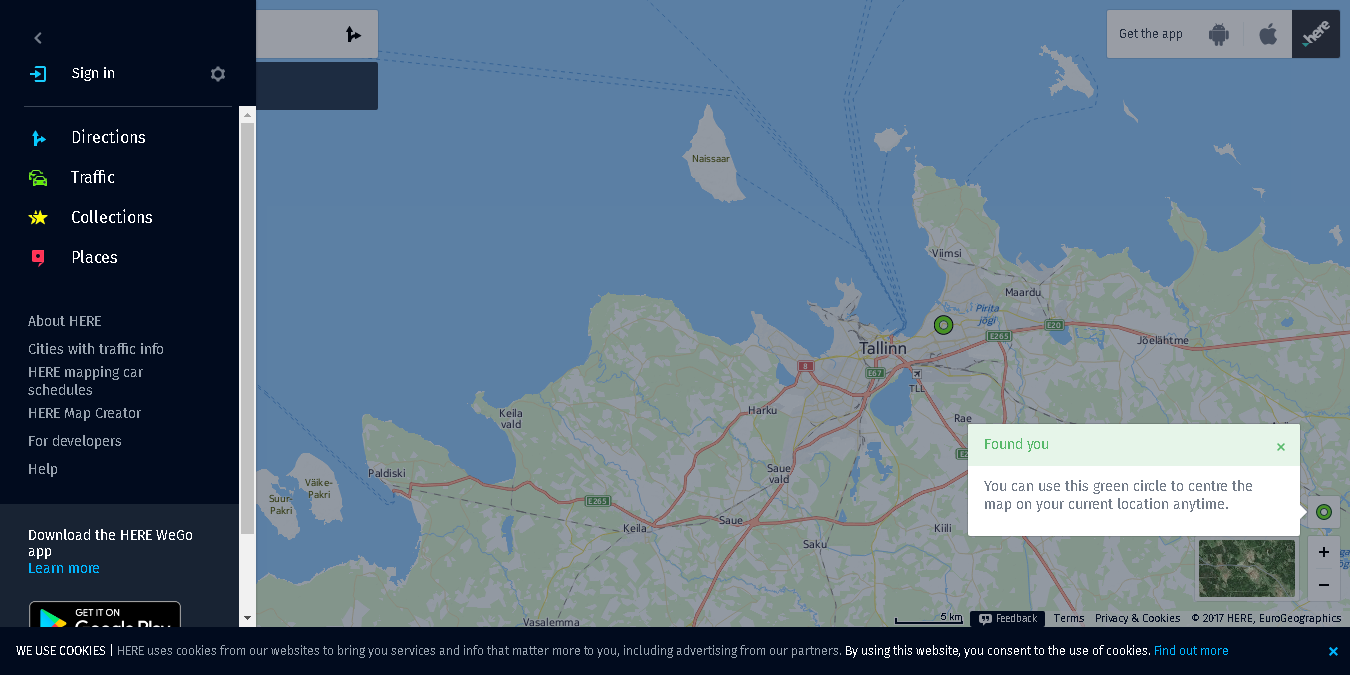 Sign in
Directions
Traffic
Collections
Places
About HERE
Cities with traffic info
HERE mapping car
schedules
HERE Map Creator
For developers
Help
Download the HERE WeGo
app
Learn more
GET IT ON
Google Play
Get the app
here
Naissaar
Viimsi
Maardu
Pirita
jõgi
E20
E265
Jõelähtme
Tallinn
8
E67
TLL
Harku
Rae
Keila
vald
Saue
vald
Paldiski
Väike-
Pakri
Suur-
Pakri
E265
Keila
Saue
Saku
Kiili
Vasalemma
Found you
×
You can use this green circle to centre the
map on your current location anytime.
+
−
5 km
Feedback
Terms
Privacy & Cookies
© 2017 HERE, EuroGeographics
WE USE COOKIES | HERE uses cookies from our websites to bring you services and info that matter more to you, including advertising from our partners. By using this website, you consent to the use of cookies. Find out more
×